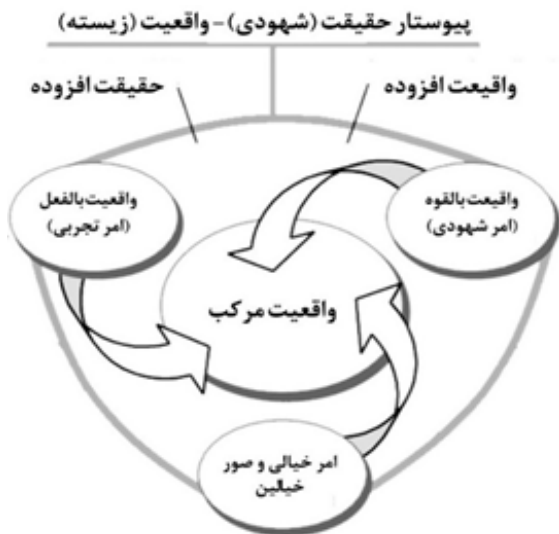 پیوستار حقیقت (شهودی) - واقعیت (زیسته)
واقیعت افزوده
حقیقت افزوده
واقیعت بالقوه
(امر شهودی)
واقعیت بالفعل
(امر تجربی)
واقعیت مرکب
امر خیالی و صور
خیالین